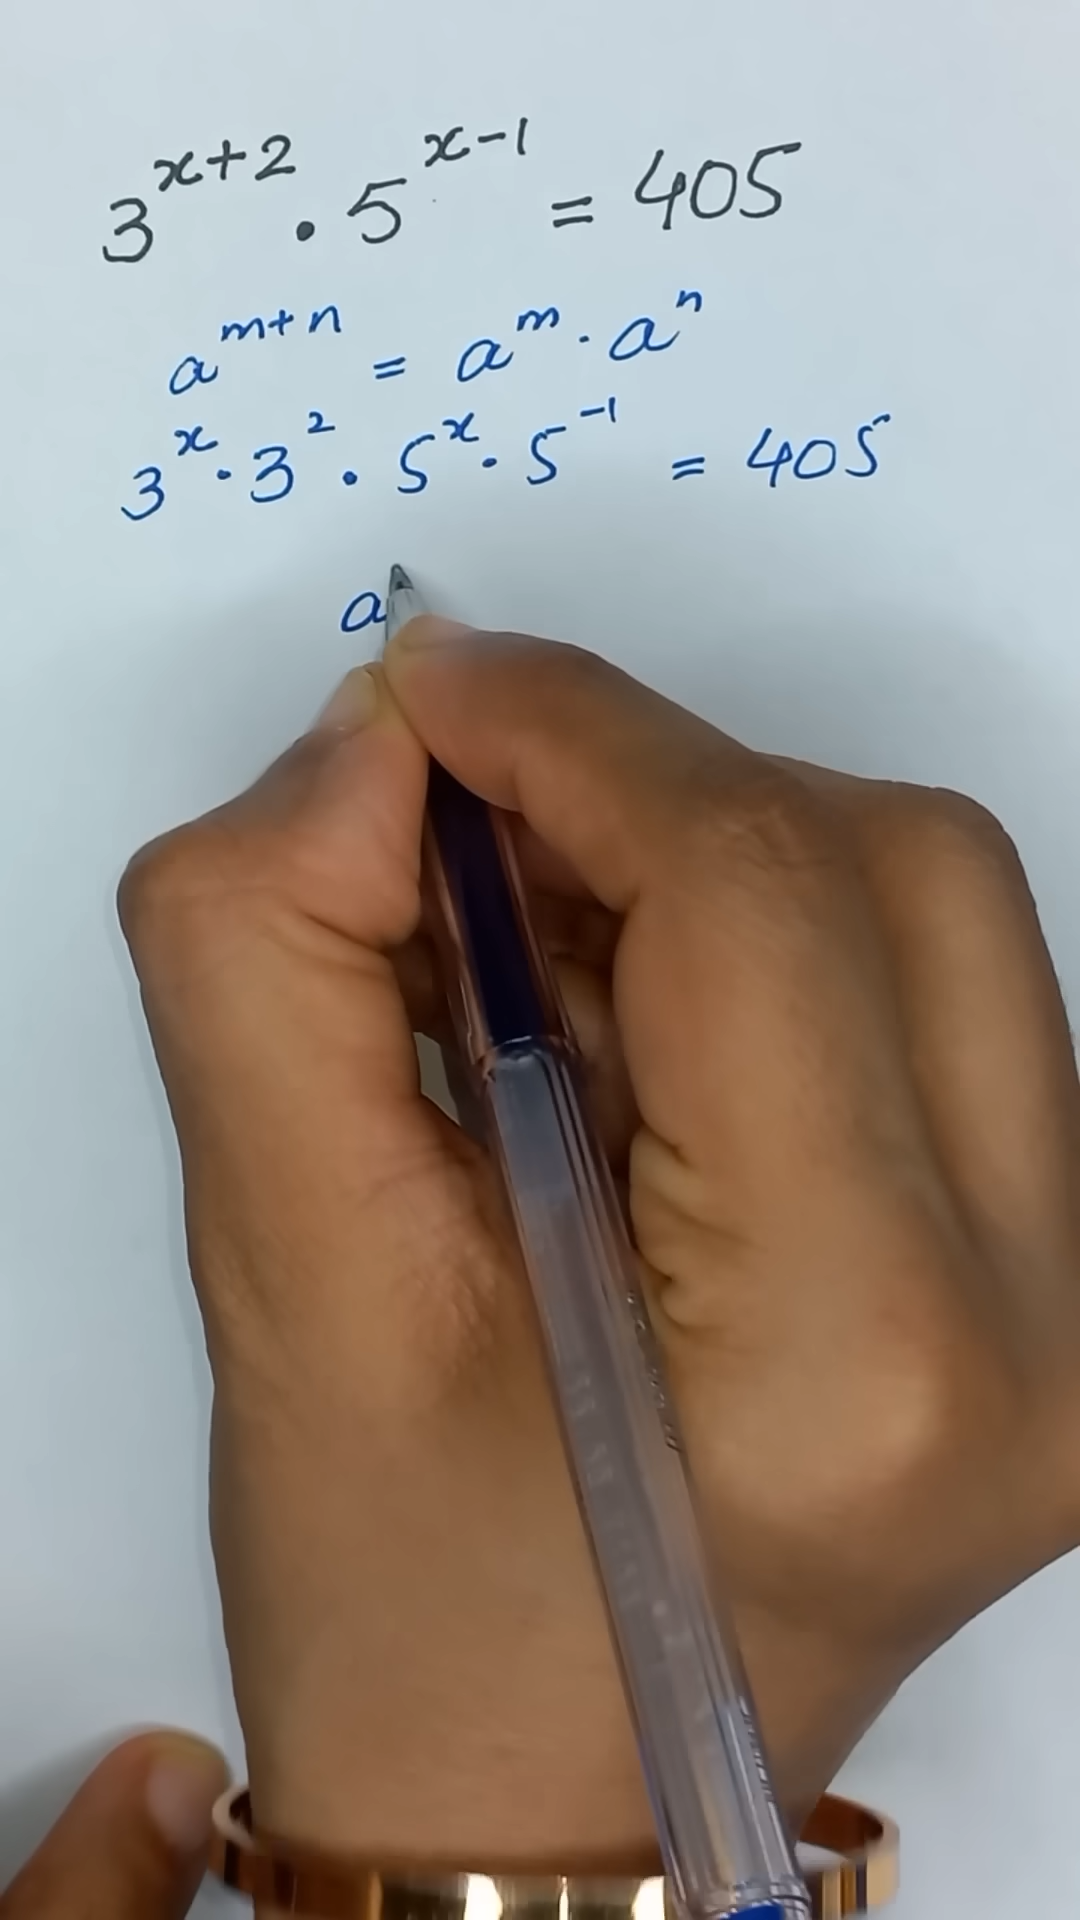 3^{x+2} · 5^{x-1} = 405
a^{m+n} = a^m · a^n
3^x · 3^2 · 5^x · 5^{-1} = 405
a